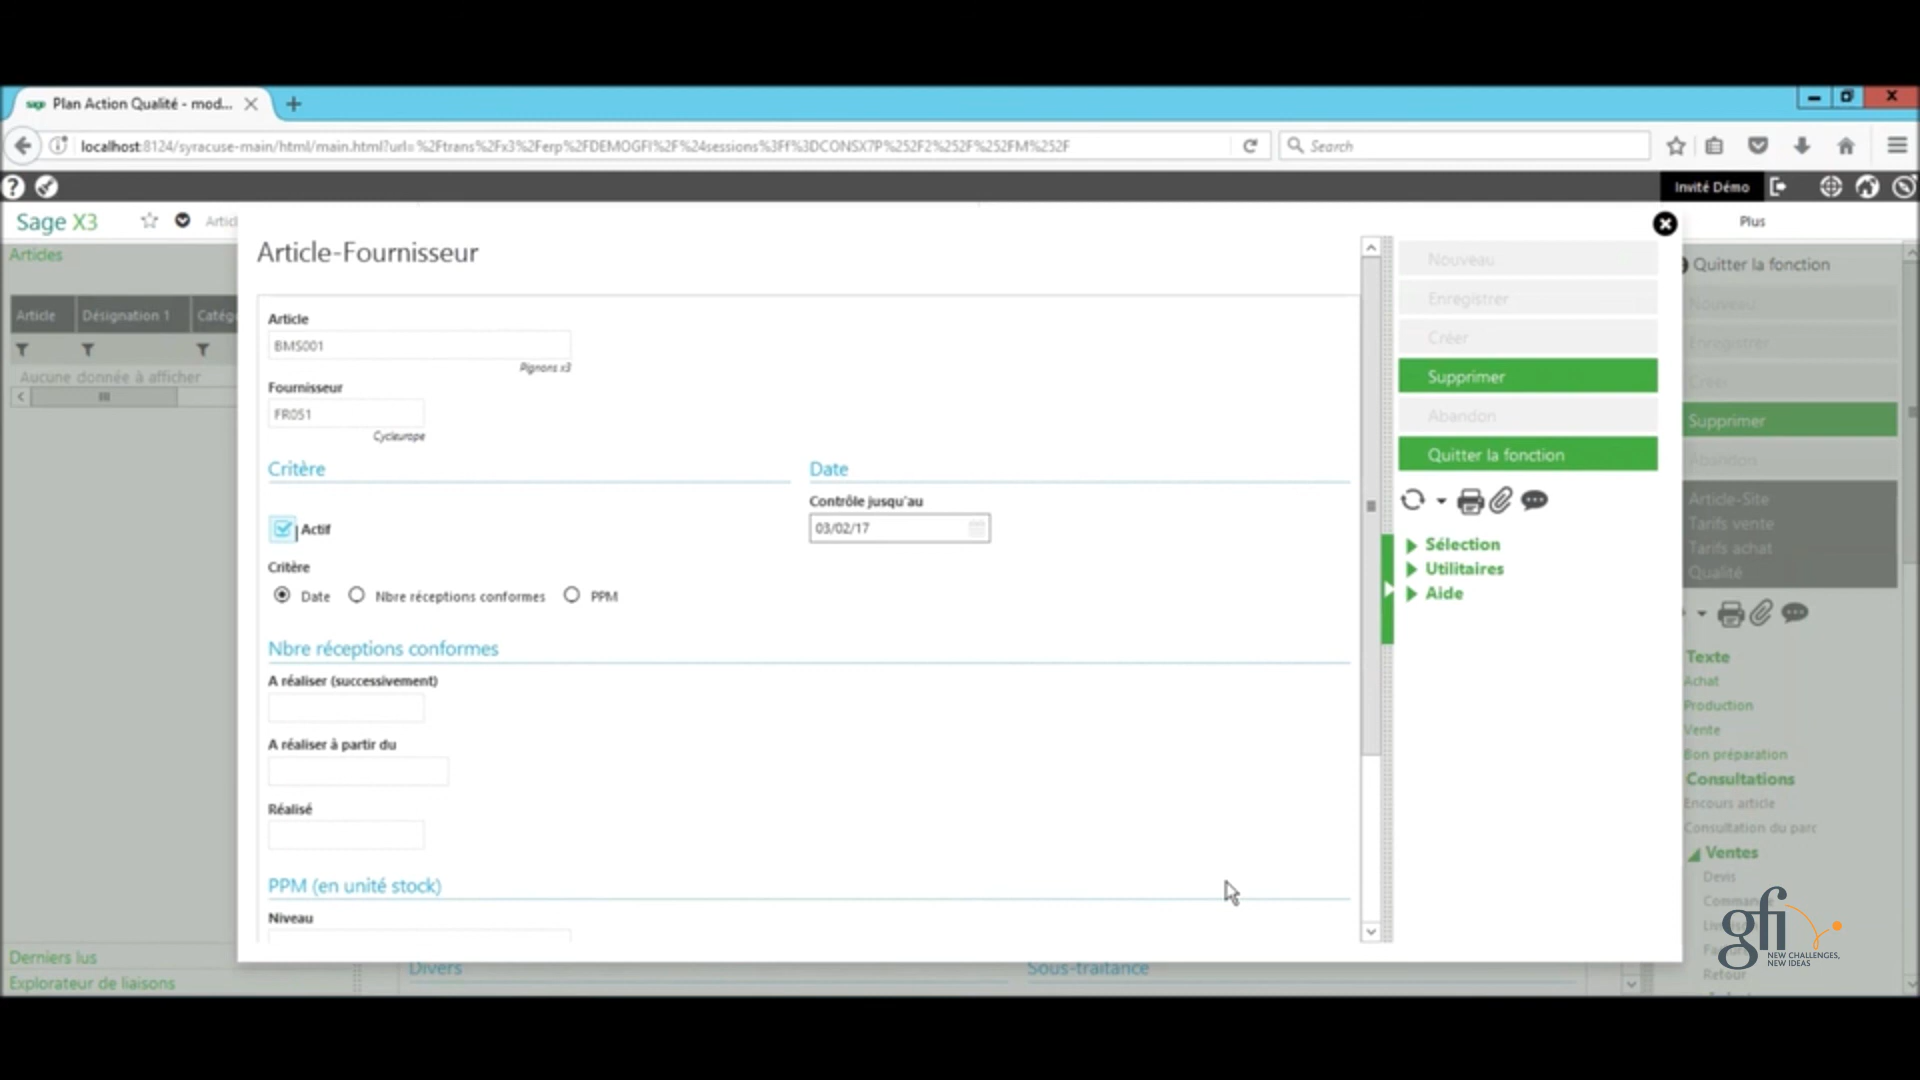 sage Plan Action Qualité - mod...
localhost:8124/syracuse-main/html/main.html?url=%2Ftrans%2Fx3%2Ferp%2FDEMOGFI%2F%24sessions%3Ff%3DCONSX7P%252F2%252F%252FM%252F
Search
Invité Démo
Sage X3
Articl
Plus
Articles
Article
Désignation 1
Catég
Aucune donnée à afficher
Derniers lus
Explorateur de liaisons
Article-Fournisseur
Article
BMS001
Pignons x3
Fournisseur
FR051
Cycleurope
Critère
Date
Contrôle jusqu'au
03/02/17
Actif
Critère
Date
Nbre réceptions conformes
PPM
Nbre réceptions conformes
A réaliser (successivement)
A réaliser à partir du
Réalisé
PPM (en unité stock)
Niveau
Divers
Sous-traitance
Nouveau
Enregistrer
Créer
Supprimer
Abandon
Quitter la fonction
Sélection
Utilitaires
Aide
Quitter la fonction
Nouveau
Enregistrer
Créer
Supprimer
Abandon
Article-Site
Tarifs vente
Tarifs achat
Qualité
Texte
Achat
Production
Vente
Bon préparation
Consultations
Encours article
Consultation du parc
Ventes
Devis
Commande
Retour
gfi
NEW CHALLENGES,
NEW IDEAS